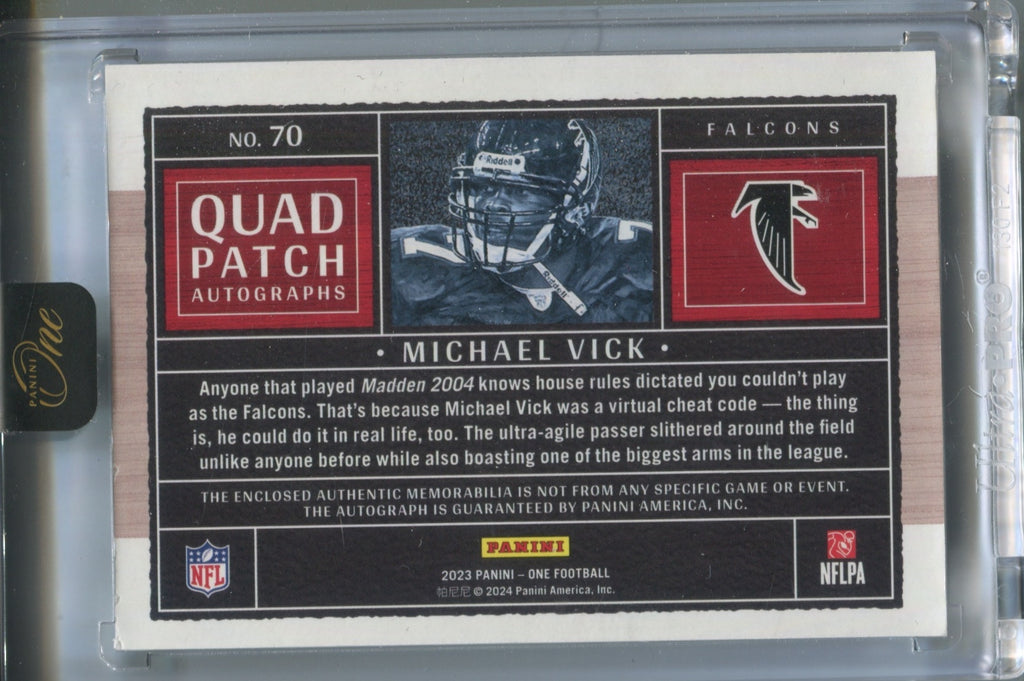 NO. 70
FALCONS
QUAD
PATCH
AUTOGRAPHS
Riddell
Riddell
• MICHAEL VICK •
Anyone that played Madden 2004 knows house rules dictated you couldn't play
as the Falcons. That's because Michael Vick was a virtual cheat code — the thing
is, he could do it in real life, too. The ultra-agile passer slithered around the field
unlike anyone before while also boasting one of the biggest arms in the league.
THE ENCLOSED AUTHENTIC MEMORABILIA IS NOT FROM ANY SPECIFIC GAME OR EVENT.
THE AUTOGRAPH IS GUARANTEED BY PANINI AMERICA, INC.
NFL
PANINI
2023 PANINI – ONE FOOTBALL
帕尼尼 © 2024 Panini America, Inc.
NFLPA
PANINI
One
Ultra PRO®